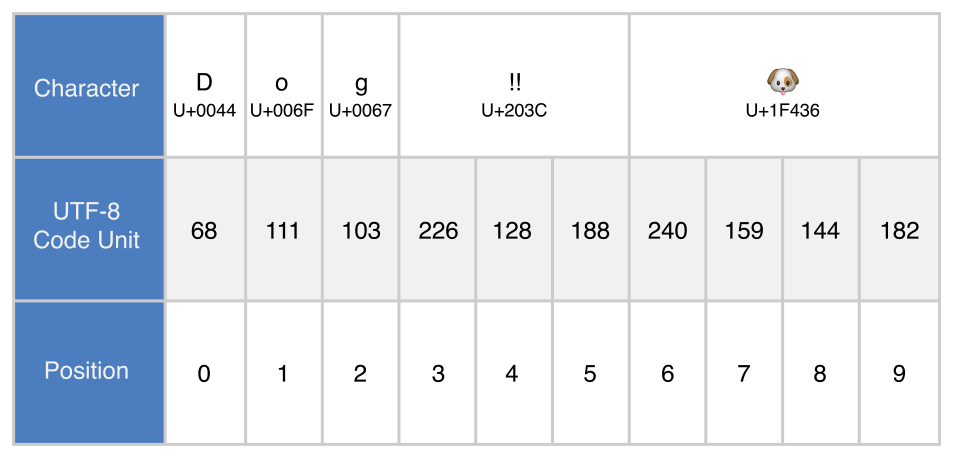 Character D o g ‼ 🐶
U+0044 U+006F U+0067 U+203C U+1F436
UTF-8
Code Unit 68 111 103 226 128 188 240 159 144 182
Position 0 1 2 3 4 5 6 7 8 9